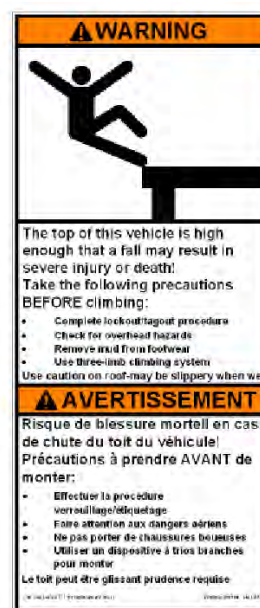 WARNING
The top of this vehicle is high
enough that a fall may result in
severe injury or death!
Take the following precautions
BEFORE climbing:
• Complete lockout/tagout procedure
• Check for overhead hazards
• Remove mud from footwear
• Use three-limb climbing system
Use caution on roof-may be slippery when we
AVERTISSEMENT
Risque de blessure mortell en cas
de chute du toit du véhicule!
Précautions à prendre AVANT de
monter:
• Effectuer la procédure
verrouillage/étiquetage
• Faire attention aux dangers aériens
• Ne pas porter de chaussures boueuses
• Utiliser un dispositive à trios branches
pour monter
Le toit peut être glissant prudence requise